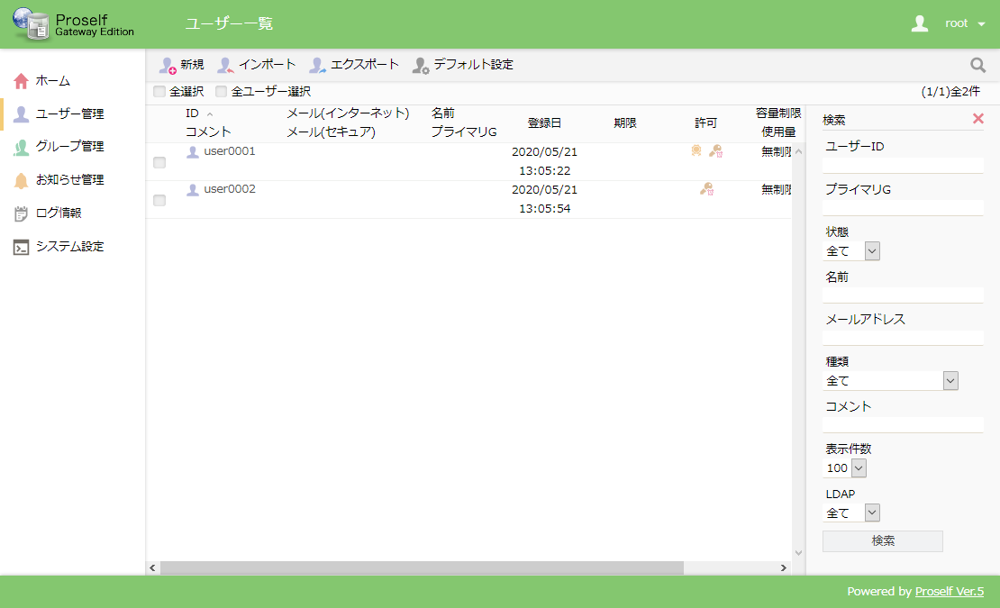 Proself
Gateway Edition
ユーザー一覧
root
ホーム
ユーザー管理
グループ管理
お知らせ管理
ログ情報
システム設定
新規 インポート エクスポート デフォルト設定
全選択 全ユーザー選択 (1/1)全2件
ID メール(インターネット) 名前 登録日 期限 許可 容量制限
コメント メール(セキュア) プライマリG 使用量
user0001 2020/05/21 無制限
13:05:22
user0002 2020/05/21 無制限
13:05:54
検索
ユーザーID
プライマリG
状態
全て
名前
メールアドレス
種類
全て
コメント
表示件数
100
LDAP
全て
検索
Powered by Proself Ver.5